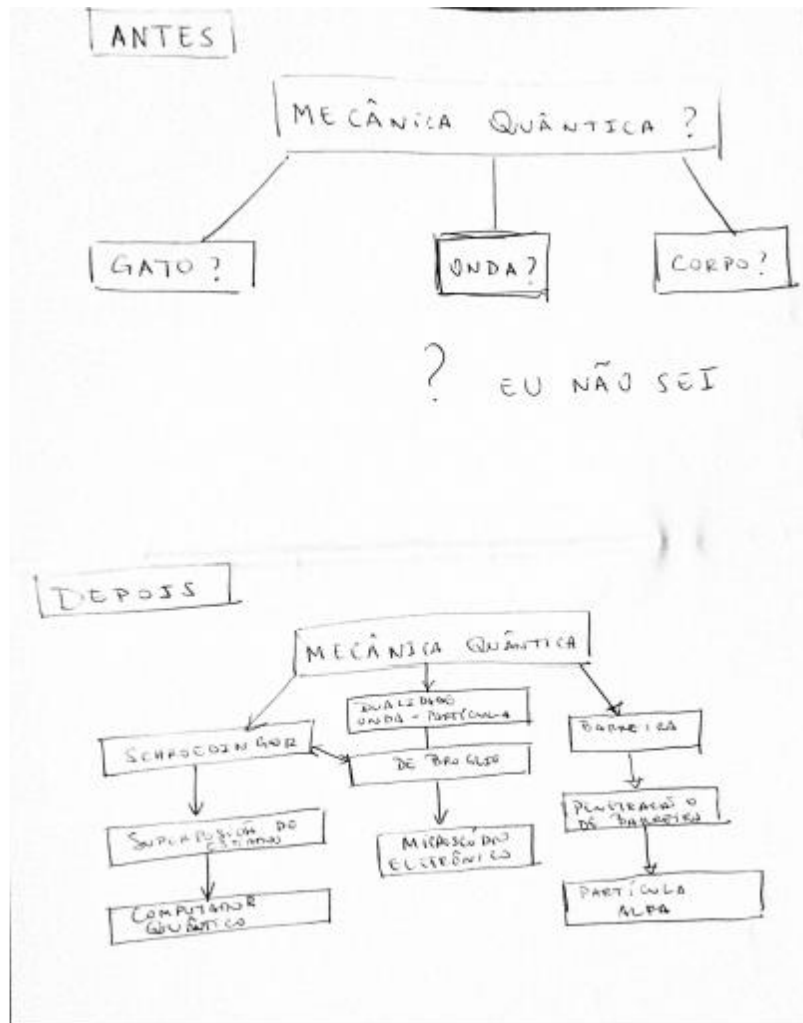 ANTES
MECÂNICA QUÂNTICA ?
GATO ?
ONDA ?
CORPO ?
? EU NÃO SEI
DEPOIS
MECÂNICA QUÂNTICA
DUALIDADE
ONDA - PARTÍCULA
SCHROEDINGER
BARREIRA
DE BROGLIE
PENETRAÇÃO
DE BARREIRA
SUPERPOSIÇÃO DE
ESTADOS
MICROSCÓPIO
ELETRÔNICO
COMPUTADOR
QUÂNTICO
PARTÍCULA
ALFA